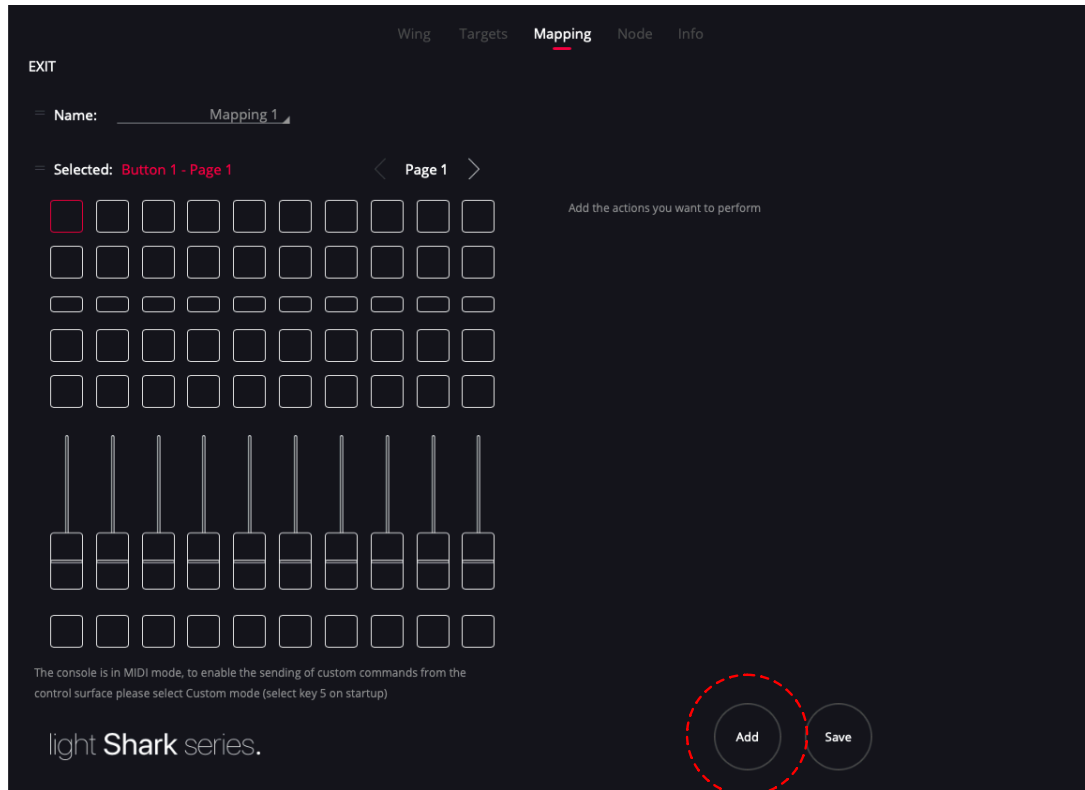 Wing Targets Mapping Node Info
EXIT
Name: Mapping 1
Selected: Button 1 - Page 1 Page 1
Add the actions you want to perform
The console is in MIDI mode, to enable the sending of custom commands from the
control surface please select Custom mode (select key 5 on startup)
light Shark series.
Add Save